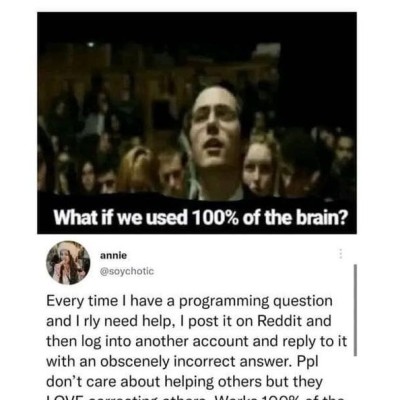 What if we used 100% of the brain?
annie
@soychotic
Every time I have a programming question
and I rly need help, I post it on Reddit and
then log into another account and reply to it
with an obscenely incorrect answer. Ppl
don't care about helping others but they
LOVE correcting others. Works 100% of the